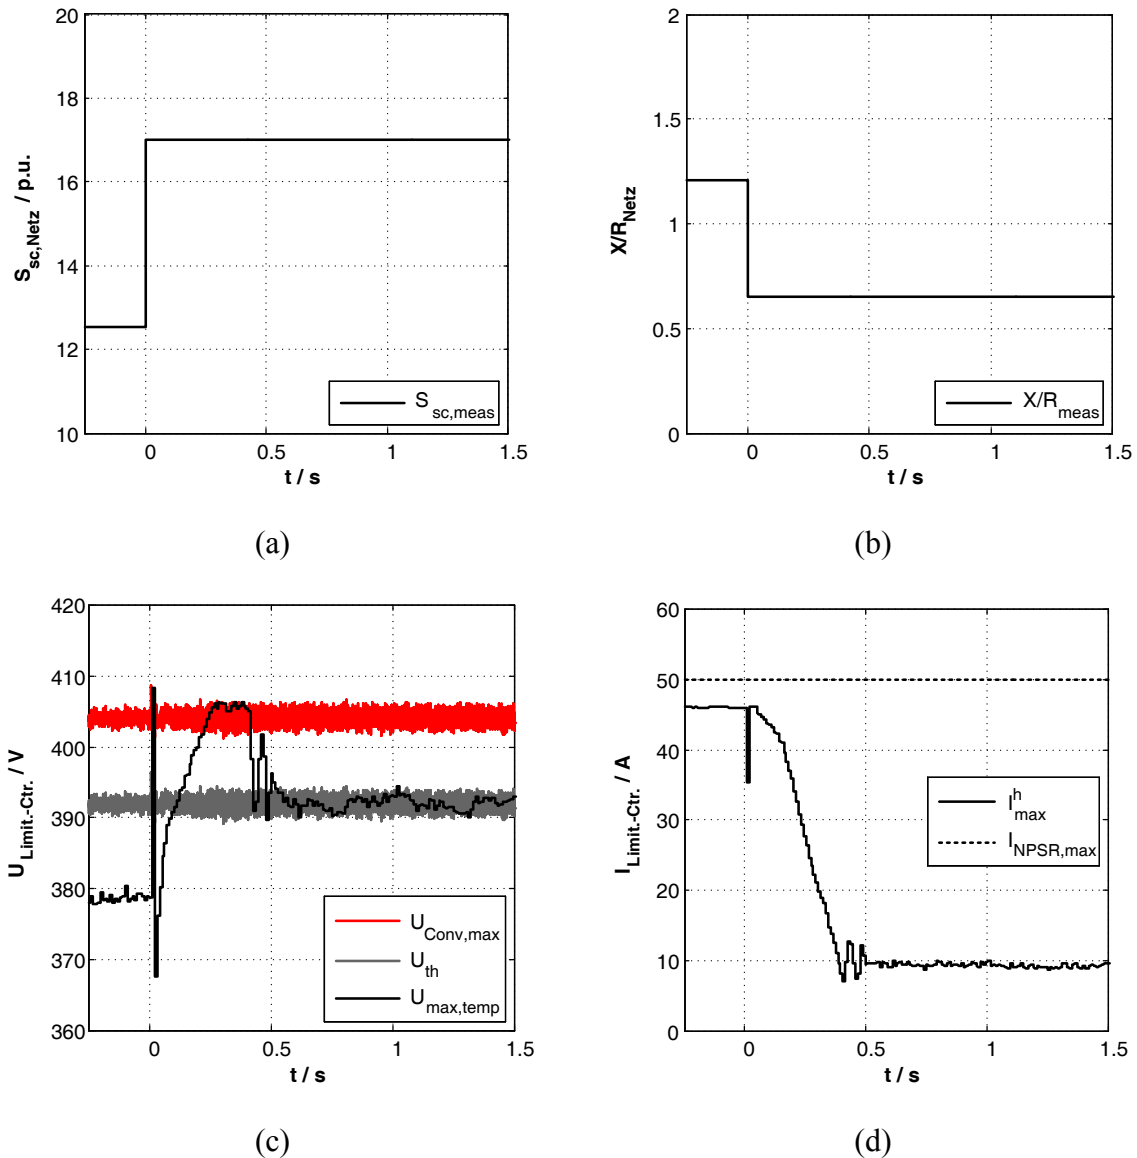 20
18
16
14
12
10
S_sc,Netz / p.u.
S_sc,meas
0 0.5 1 1.5
t / s
(a)
2
1.5
1
0.5
0
X/R_Netz
X/R_meas
0 0.5 1 1.5
t / s
(b)
420
410
400
390
380
370
360
U_Limit.-Ctr. / V
U_Conv,max
U_th
U_max,temp
0 0.5 1 1.5
t / s
(c)
60
50
40
30
20
10
0
I_Limit.-Ctr. / A
I^h_max
I_NPSR,max
0 0.5 1 1.5
t / s
(d)